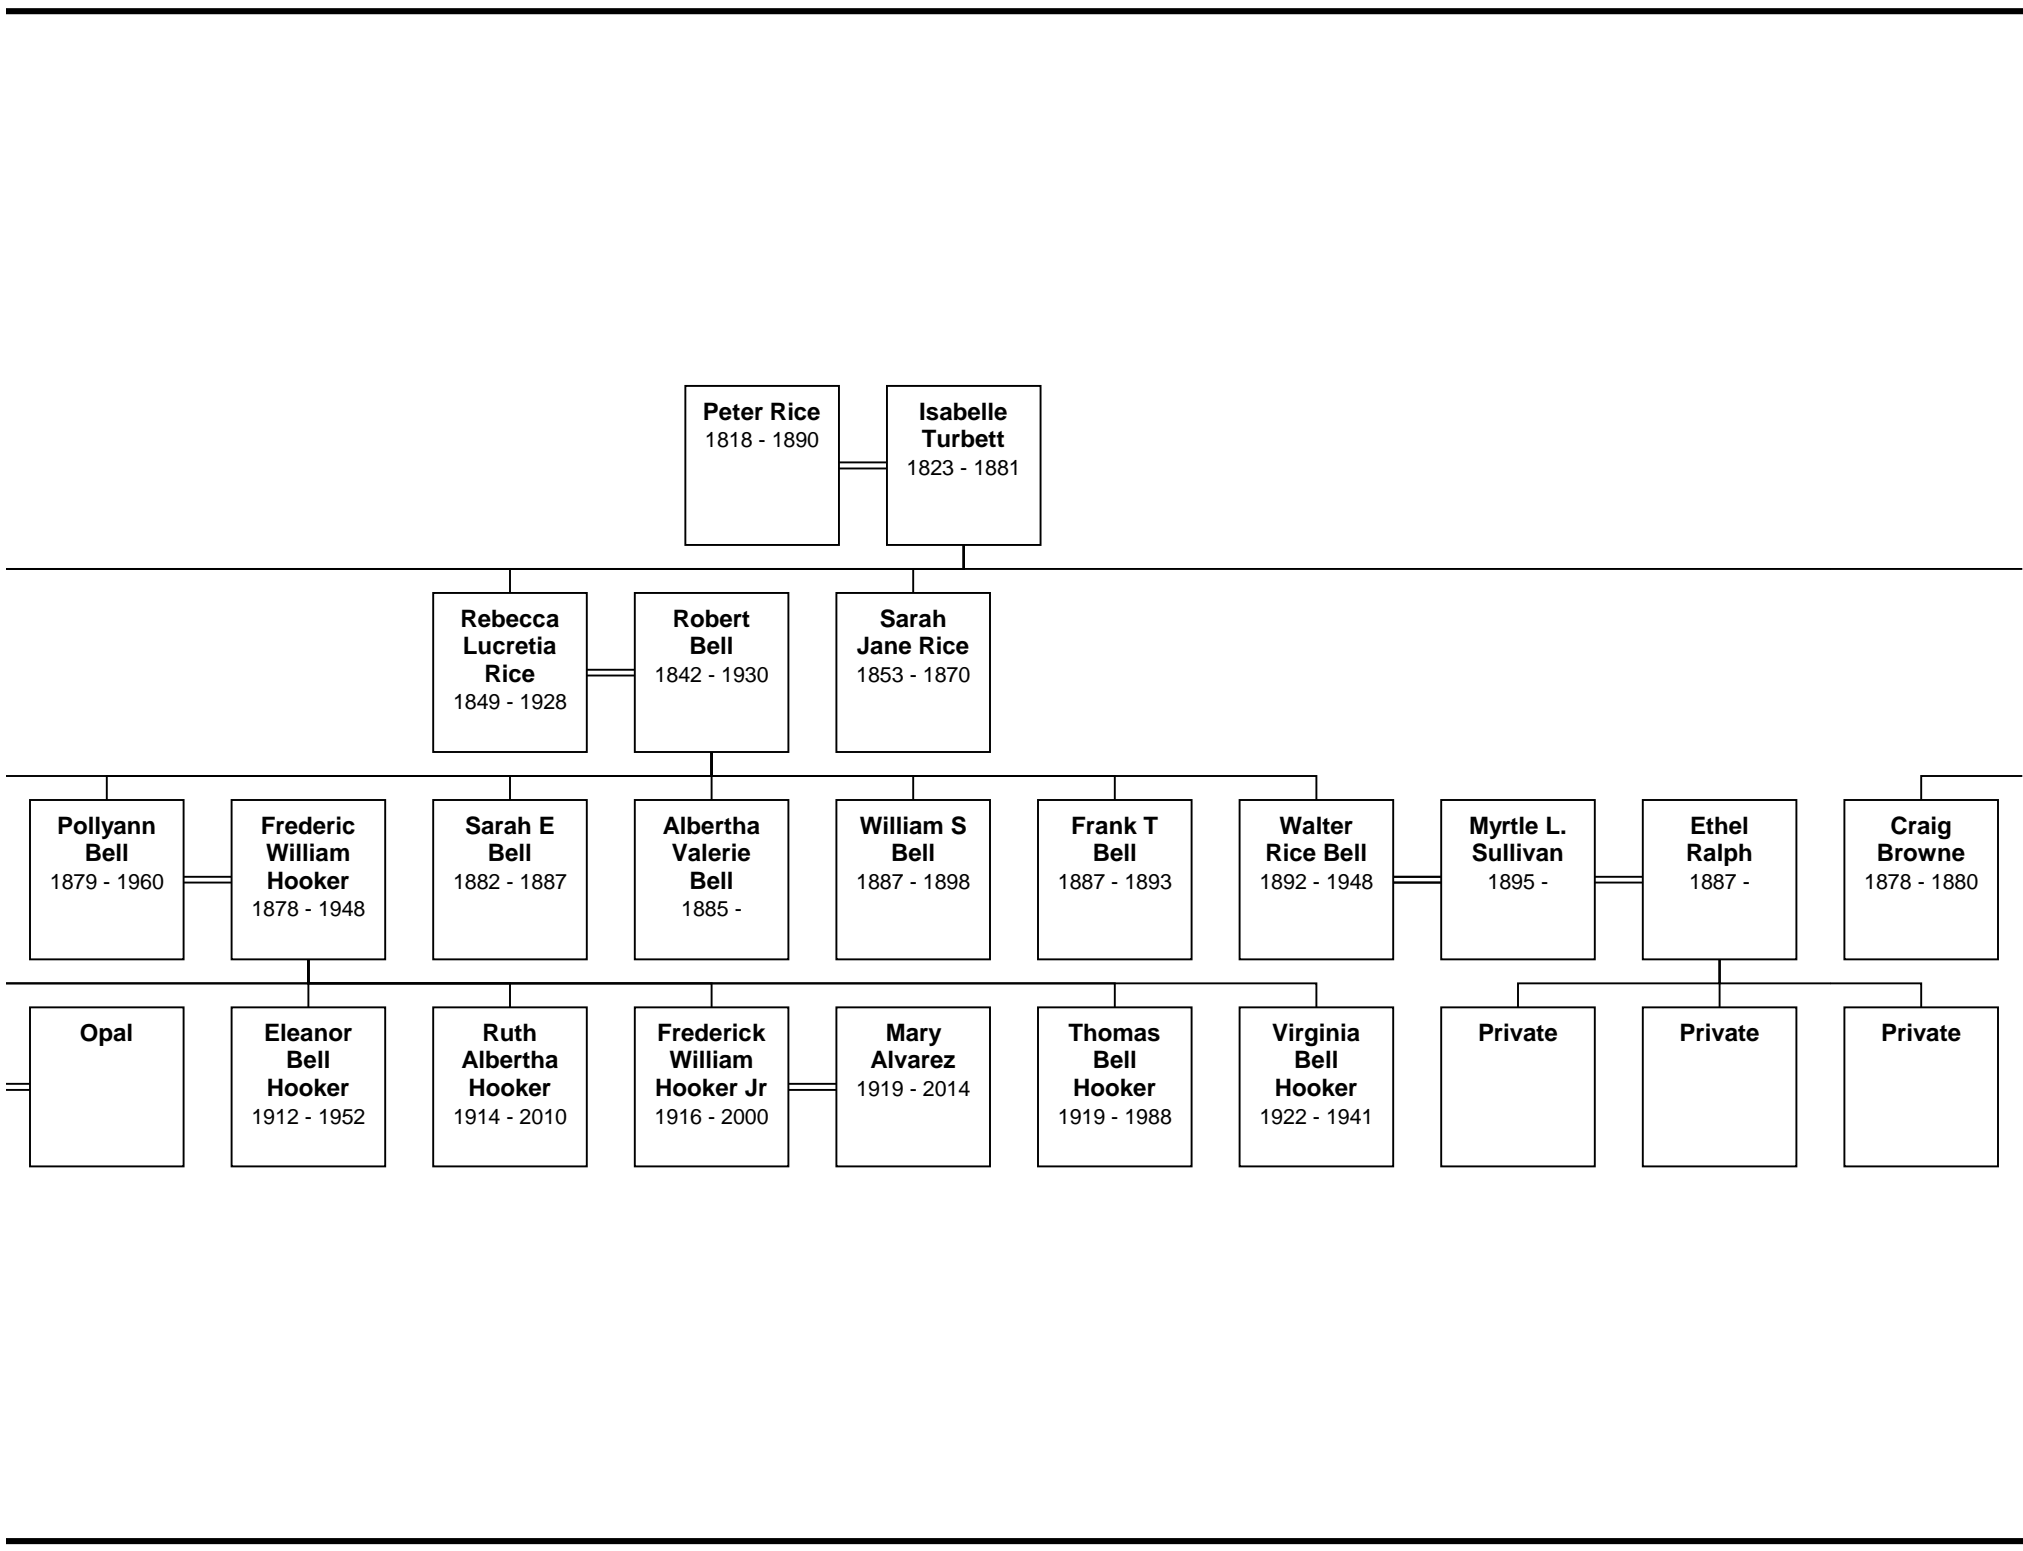 Peter Rice
1818 - 1890
Isabelle
Turbett
1823 - 1881
Rebecca
Lucretia
Rice
1849 - 1928
Robert
Bell
1842 - 1930
Sarah
Jane Rice
1853 - 1870
Pollyann
Bell
1879 - 1960
Frederic
William
Hooker
1878 - 1948
Sarah E
Bell
1882 - 1887
Albertha
Valerie
Bell
1885 -
William S
Bell
1887 - 1898
Frank T
Bell
1887 - 1893
Walter
Rice Bell
1892 - 1948
Myrtle L.
Sullivan
1895 -
Ethel
Ralph
1887 -
Craig
Browne
1878 - 1880
Opal
Eleanor
Bell
Hooker
1912 - 1952
Ruth
Albertha
Hooker
1914 - 2010
Frederick
William
Hooker Jr
1916 - 2000
Mary
Alvarez
1919 - 2014
Thomas
Bell
Hooker
1919 - 1988
Virginia
Bell
Hooker
1922 - 1941
Private
Private
Private